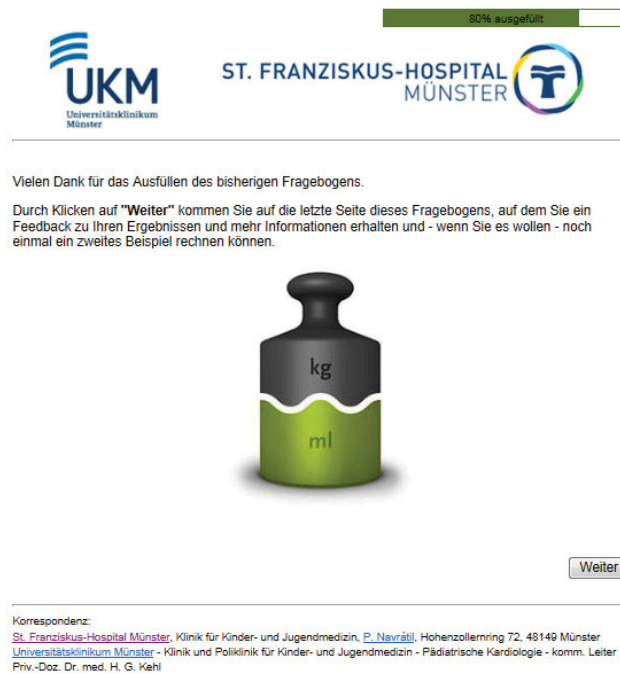 80% ausgefüllt
UKM
Universitätsklinikum
Münster
ST. FRANZISKUS-HOSPITAL
MÜNSTER
Vielen Dank für das Ausfüllen des bisherigen Fragebogens.
Durch Klicken auf "Weiter" kommen Sie auf die letzte Seite dieses Fragebogens, auf dem Sie ein
Feedback zu Ihren Ergebnissen und mehr Informationen erhalten und - wenn Sie es wollen - noch
einmal ein zweites Beispiel rechnen können.
kg
ml
Weiter
Korrespondenz:
St. Franziskus-Hospital Münster, Klinik für Kinder- und Jugendmedizin, P. Navrátil, Hohenzollernring 72, 48149 Münster
Universitätsklinikum Münster - Klinik und Poliklinik für Kinder- und Jugendmedizin - Pädiatrische Kardiologie - komm. Leiter
Priv.-Doz. Dr. med. H. G. Kehl